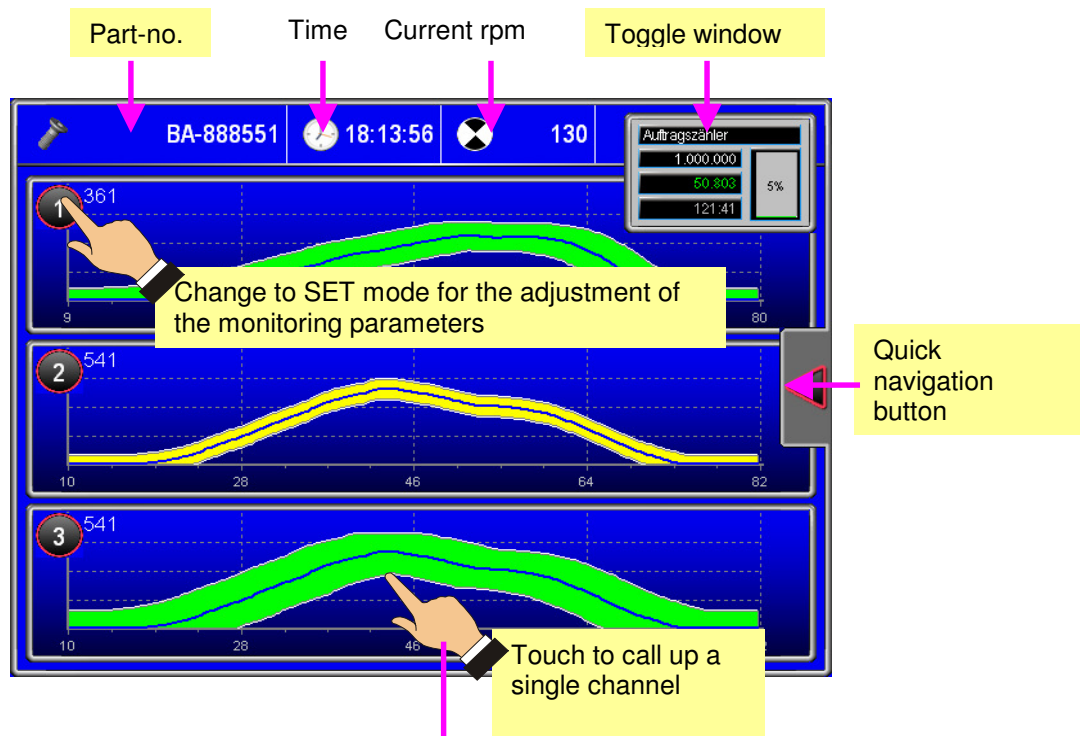 Part-no.
Time
Current rpm
Toggle window
BA-888551
18:13:56
130
Auftragszähler
1.000.000
50.803
121:41
5%
1
361
Change to SET mode for the adjustment of
the monitoring parameters
9
80
Quick
navigation
button
2
541
10
28
46
64
82
3
541
10
28
46
Touch to call up a
single channel